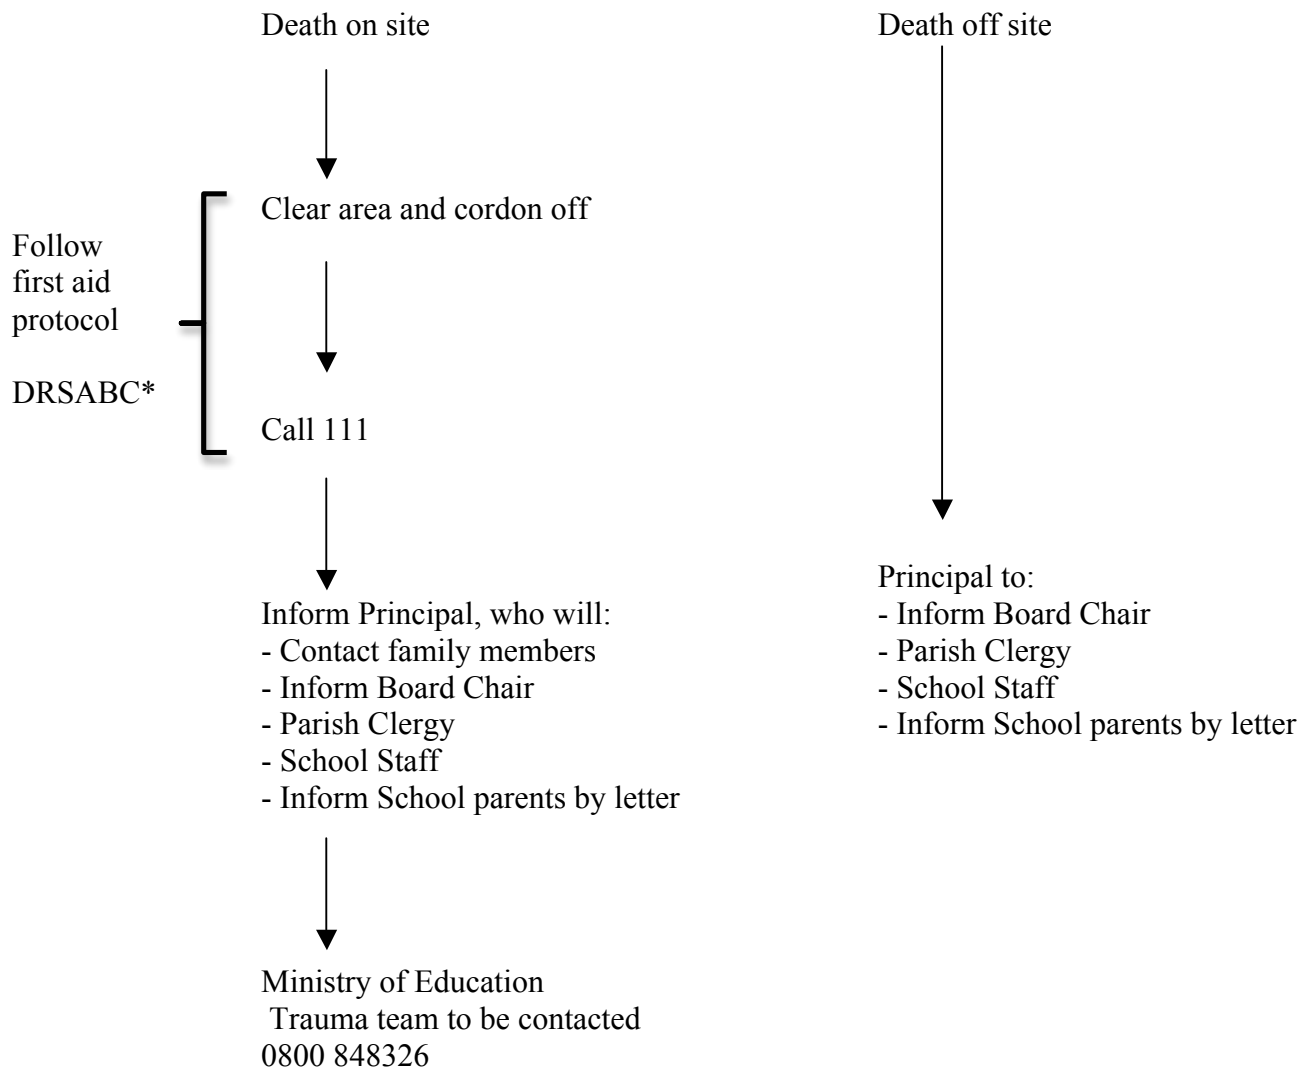 Death on site
Clear area and cordon off
Follow
first aid
protocol
DRSABC*
Call 111
Inform Principal, who will:
- Contact family members
- Inform Board Chair
- Parish Clergy
- School Staff
- Inform School parents by letter
Ministry of Education
Trauma team to be contacted
0800 848326
Death off site
Principal to:
- Inform Board Chair
- Parish Clergy
- School Staff
- Inform School parents by letter